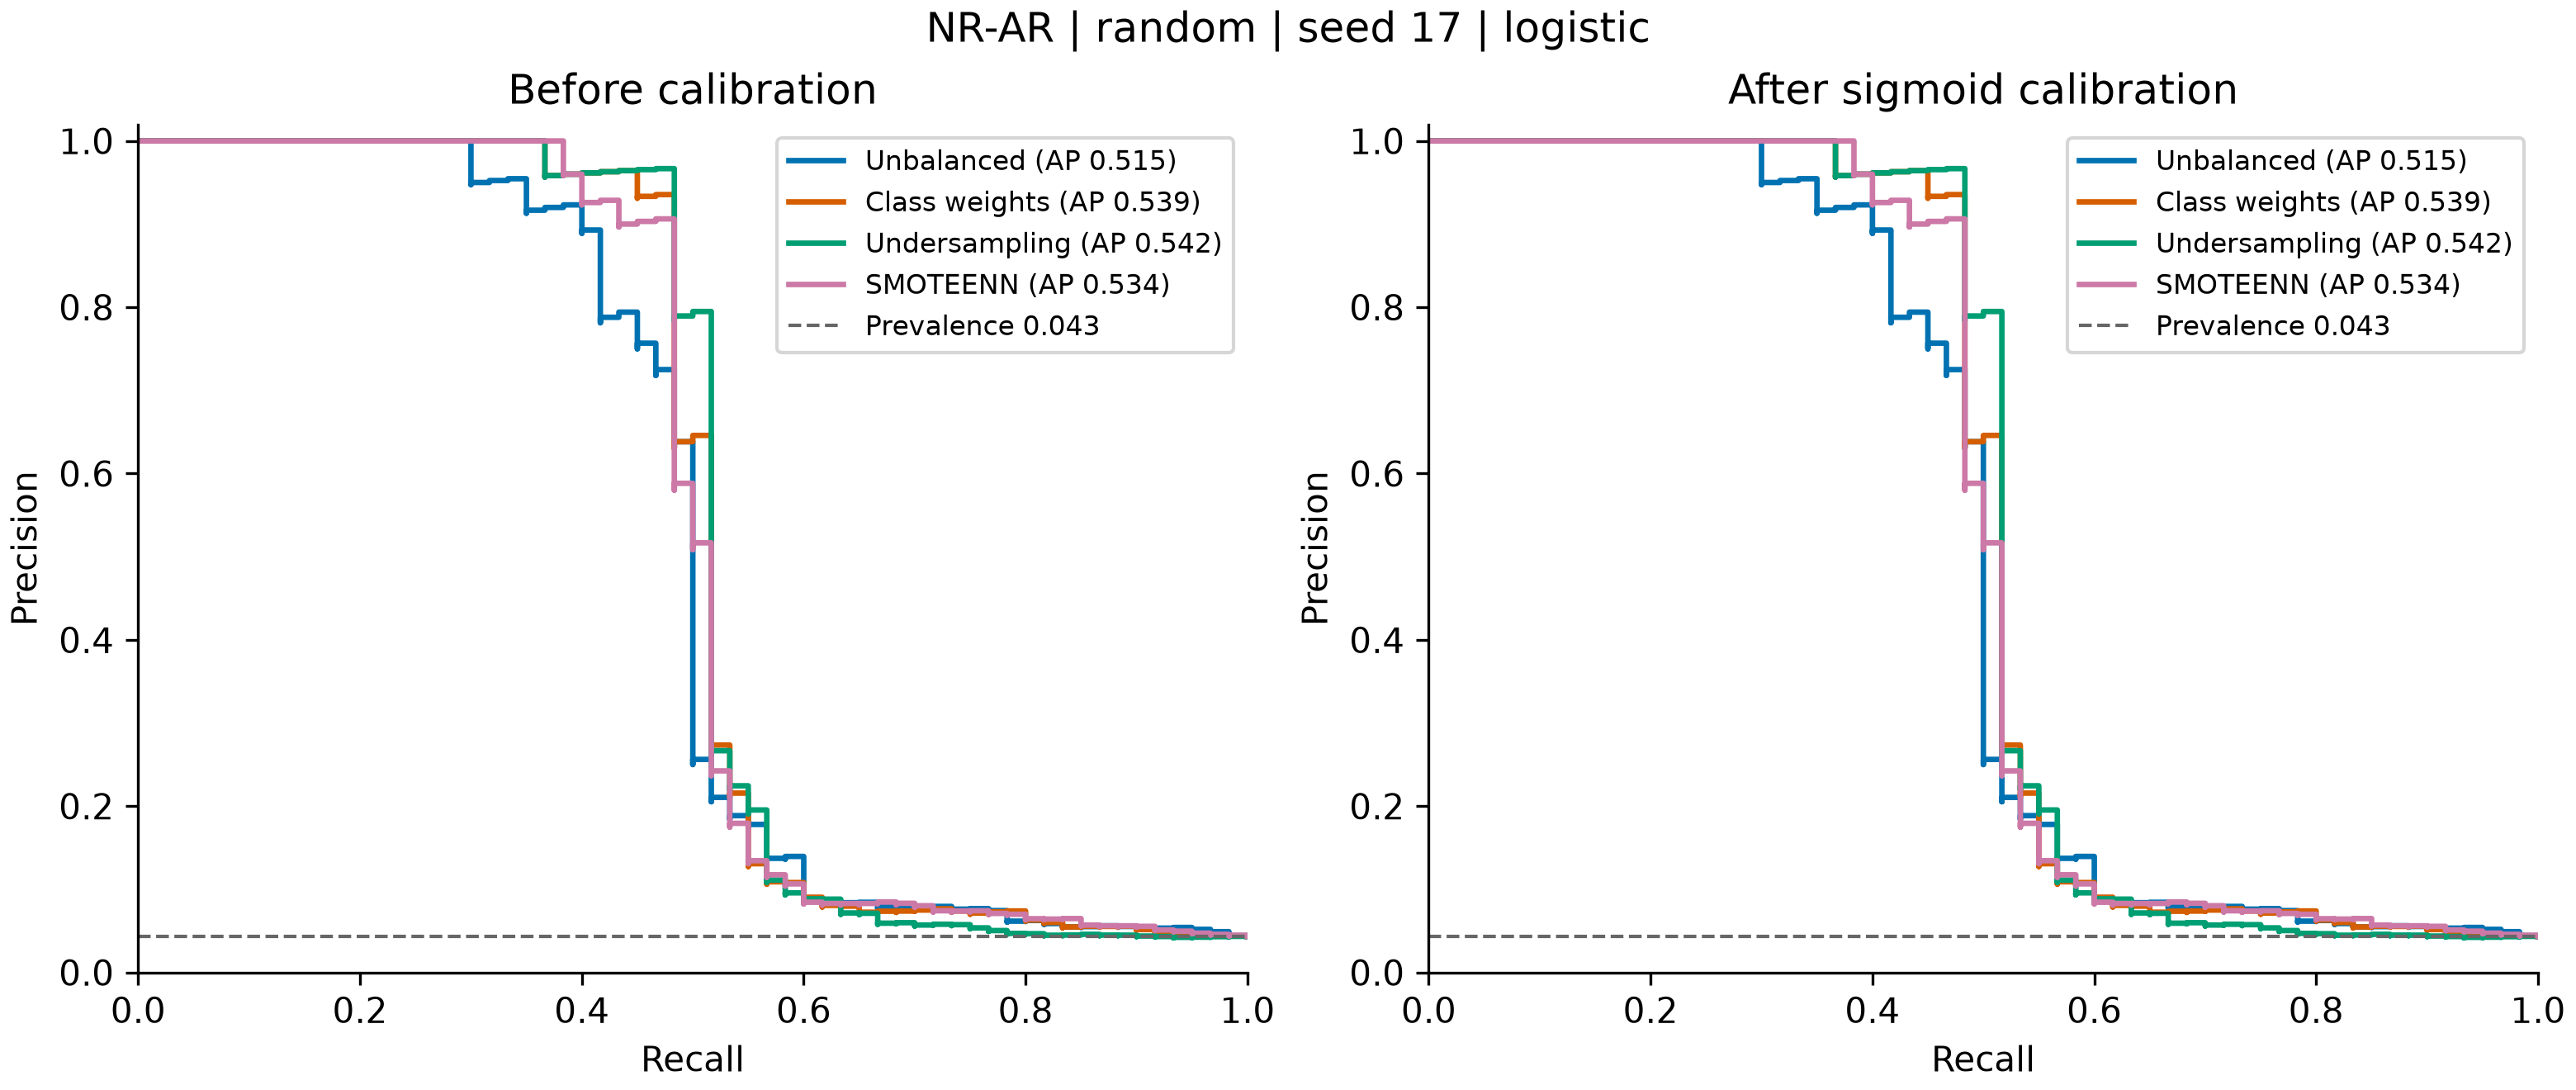 NR-AR | random | seed 17 | logistic
Before calibration
Precision
1.0
0.8
0.6
0.4
0.2
0.0
Unbalanced (AP 0.515)
Class weights (AP 0.539)
Undersampling (AP 0.542)
SMOTEENN (AP 0.534)
Prevalence 0.043
0.0 0.2 0.4 0.6 0.8 1.0
Recall
After sigmoid calibration
Precision
1.0
0.8
0.6
0.4
0.2
0.0
Unbalanced (AP 0.515)
Class weights (AP 0.539)
Undersampling (AP 0.542)
SMOTEENN (AP 0.534)
Prevalence 0.043
0.0 0.2 0.4 0.6 0.8 1.0
Recall